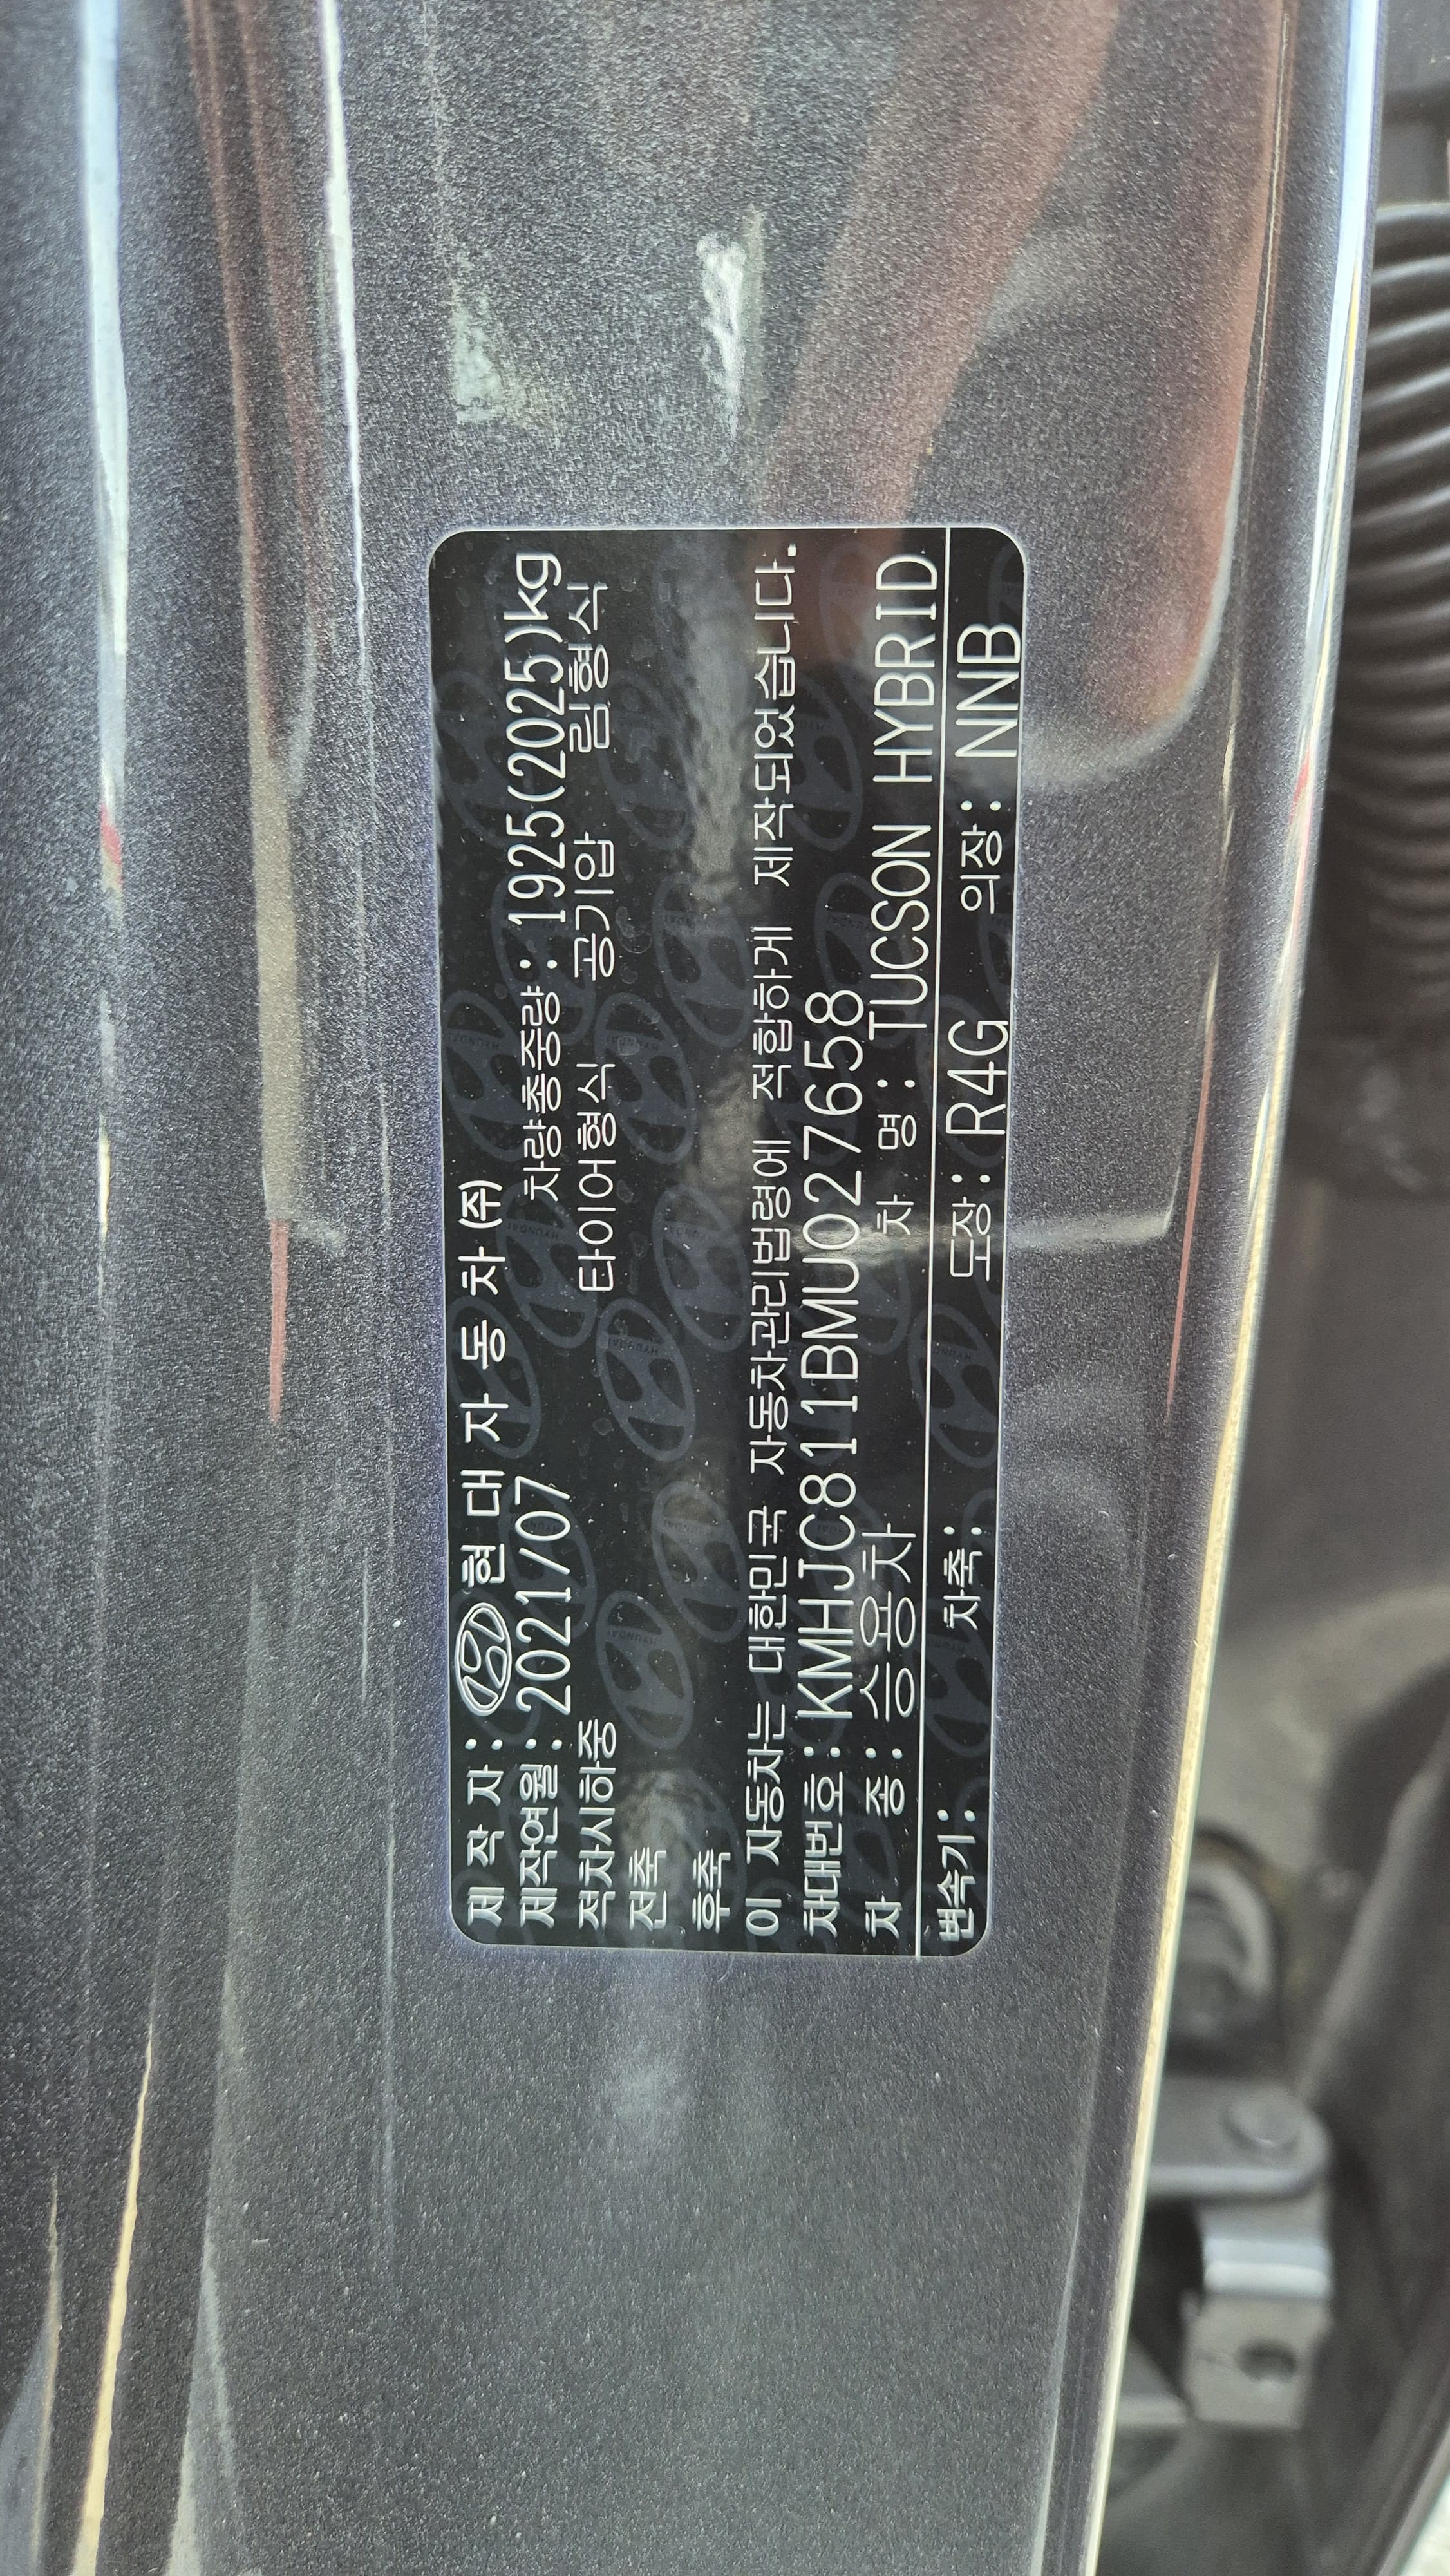 제 작 자 : 현 대 자 동 차 (주)
제작연월 : 2021/07 차량총중량 : 1925(2025)kg
적차시하중 타이어형식 공기압 림형식
전축
후축
이 자동차는 대한민국 자동차관리법령에 적합하게 제작되었습니다.
차대번호 : KMHJC811BMU027658
차 종 : 승용차 차 명 : TUCSON HYBRID
변속기 : 차축 : 도장 : R4G 의장 : NNB